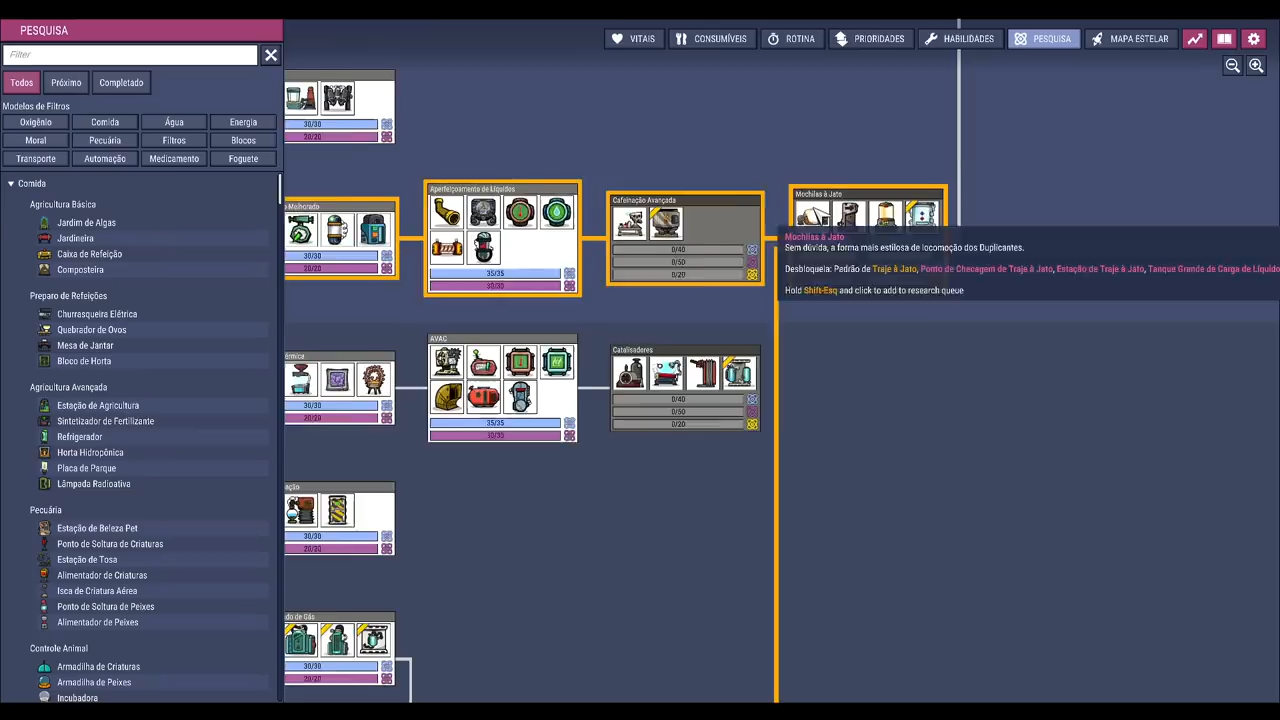 PESQUISA
VITAIS
CONSUMÍVEIS
ROTINA
PRIORIDADES
HABILIDADES
PESQUISA
MAPA ESTELAR
Filter
Todos
Próximo
Completado
Modelos de Filtros
Oxigênio
Comida
Água
Energia
Moral
Pecuária
Filtros
Blocos
Transporte
Automação
Medicamento
Foguete
Comida
Agricultura Básica
Jardim de Algas
Jardineira
Caixa de Refeição
Composteira
Preparo de Refeições
Churrasqueira Elétrica
Quebrador de Ovos
Mesa de Jantar
Bloco de Horta
Agricultura Avançada
Estação de Agricultura
Sintetizador de Fertilizante
Refrigerador
Horta Hidropônica
Placa de Parque
Lâmpada Radioativa
Pecuária
Estação de Beleza Pet
Ponto de Soltura de Criaturas
Estação de Tosa
Alimentador de Criaturas
Isca de Criatura Aérea
Ponto de Soltura de Peixes
Alimentador de Peixes
Controle Animal
Armadilha de Criaturas
Armadilha de Peixes
Incubadora
30/30
20/20
o Melhorado
30/30
20/20
Aperfeiçoamento de Líquidos
35/35
30/30
Cafeinação Avançada
0/40
0/50
0/20
Mochilas à Jato
Mochilas à Jato
Sem dúvida, a forma mais estilosa de locomoção dos Duplicantes.
Desbloqueia: Padrão de Traje à Jato, Ponto de Checagem de Traje à Jato, Estação de Traje à Jato, Tanque Grande de Carga de Líquido
Hold Shift-Esq and click to add to research queue
érmica
30/30
20/20
AVAC
35/35
Catalisadores
0/40
0/50
0/20
ação
30/30
20/20
do de Gás
30/30
20/20